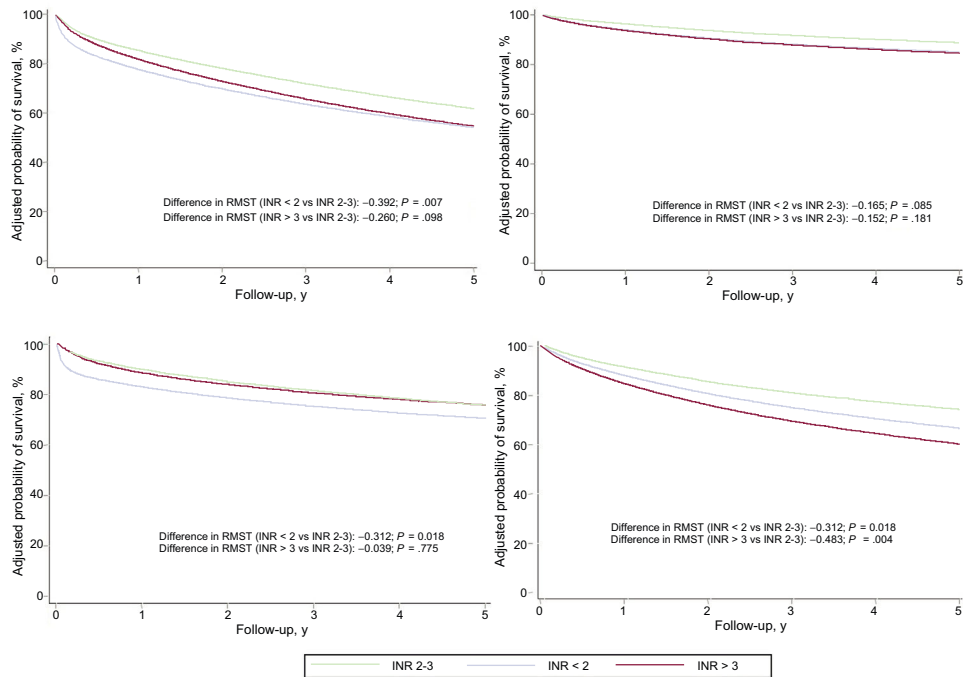 Adjusted probability of survival, %
100
80
60
40
20
0
Difference in RMST (INR < 2 vs INR 2-3): –0.392; P = .007
Difference in RMST (INR > 3 vs INR 2-3): –0.260; P = .098
0 1 2 3 4 5
Follow-up, y
Adjusted probability of survival, %
100
80
60
40
20
0
Difference in RMST (INR < 2 vs INR 2-3): –0.165; P = .085
Difference in RMST (INR > 3 vs INR 2-3): –0.152; P = .181
0 1 2 3 4 5
Follow-up, y
Adjusted probability of survival, %
100
80
60
40
20
0
Difference in RMST (INR < 2 vs INR 2-3): –0.312; P = 0.018
Difference in RMST (INR > 3 vs INR 2-3): –0.039; P = .775
0 1 2 3 4 5
Follow-up, y
Adjusted probability of survival, %
100
80
60
40
20
0
Difference in RMST (INR < 2 vs INR 2-3): –0.312; P = 0.018
Difference in RMST (INR > 3 vs INR 2-3): –0.483; P = .004
0 1 2 3 4 5
Follow-up, y
INR 2-3 INR < 2 INR > 3